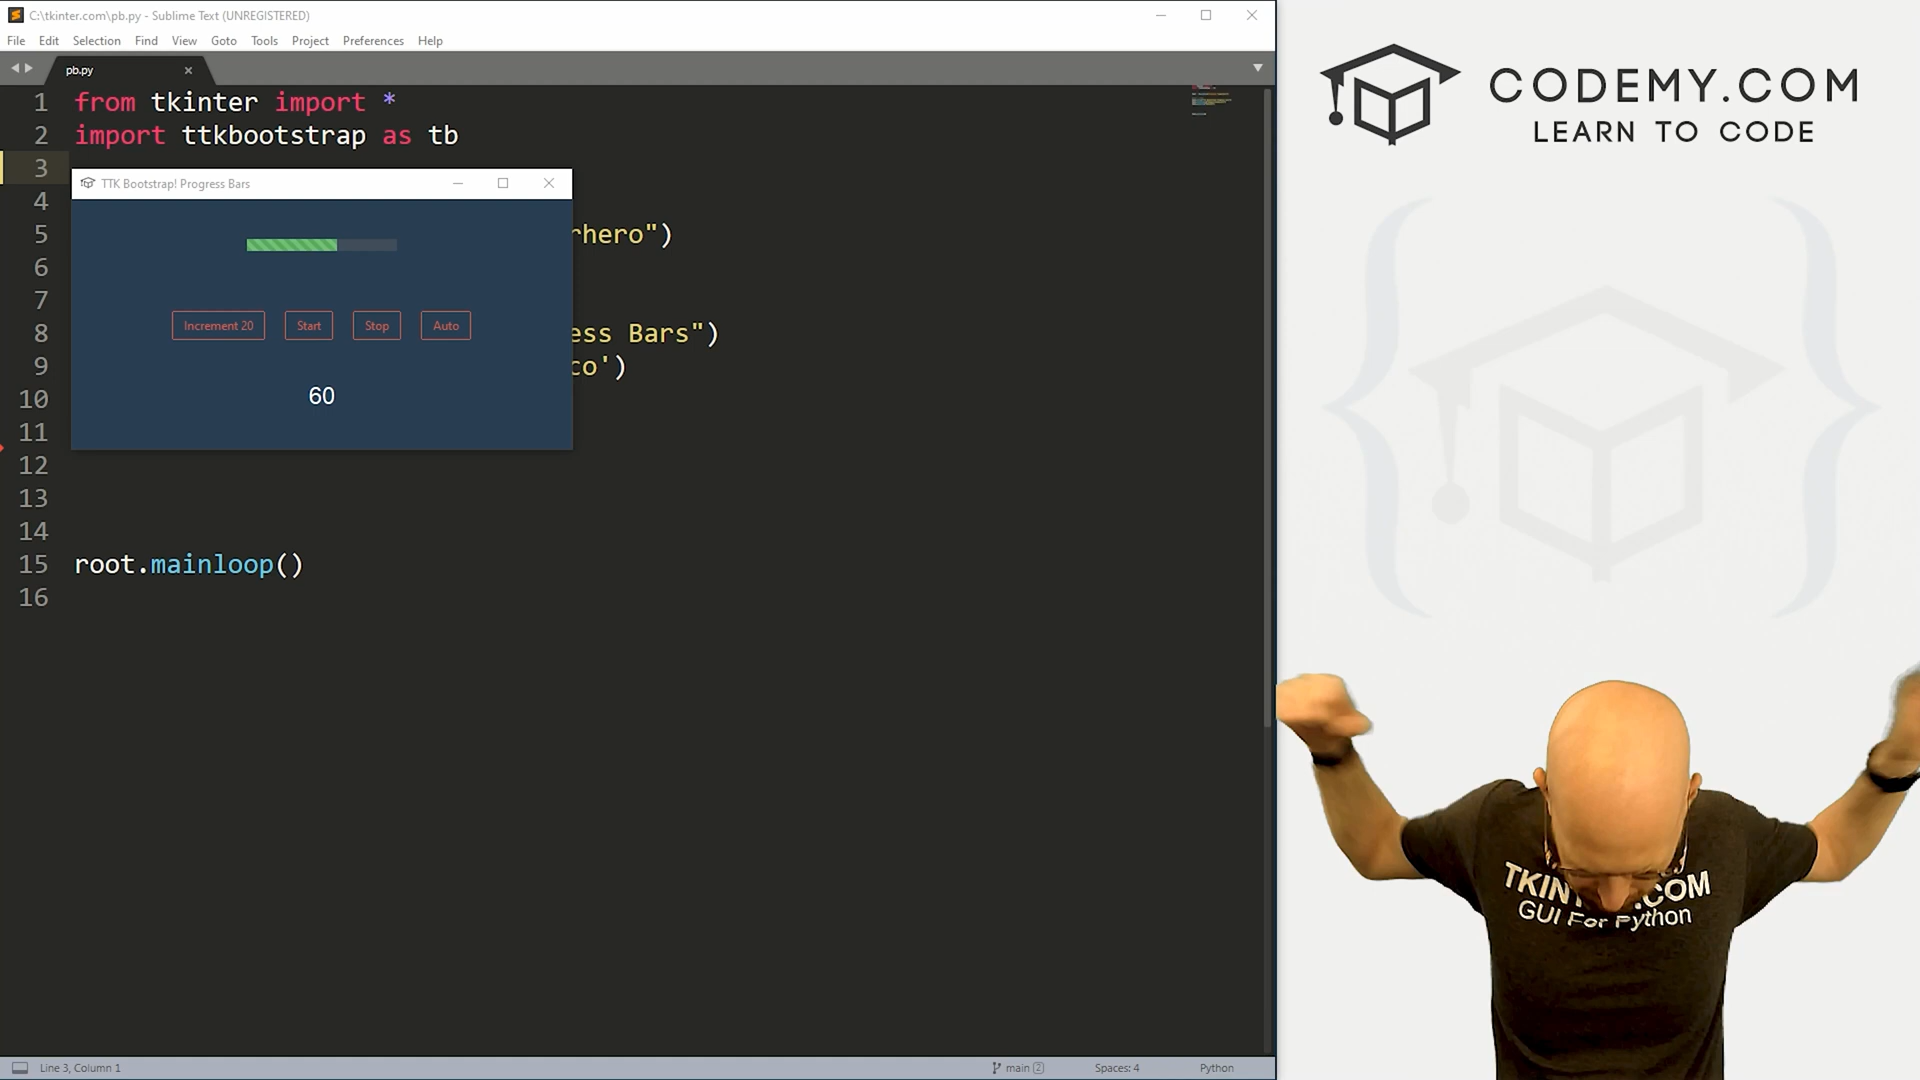 C:\tkinter.com\pb.py - Sublime Text (UNREGISTERED)
File Edit Selection Find View Goto Tools Project Preferences Help
pb.py
1 from tkinter import *
2 import ttkbootstrap as tb
3
TTK Bootstrap! Progress Bars
4
5 rhero")
6
7
Increment 20 Start Stop Auto
8 ess Bars")
9 co')
10
60
11
12
13
14
15 root.mainloop()
16
Line 3, Column 1 main 2 Spaces: 4 Python
CODEMY.COM
LEARN TO CODE
TKIN .COM
GUI For Python